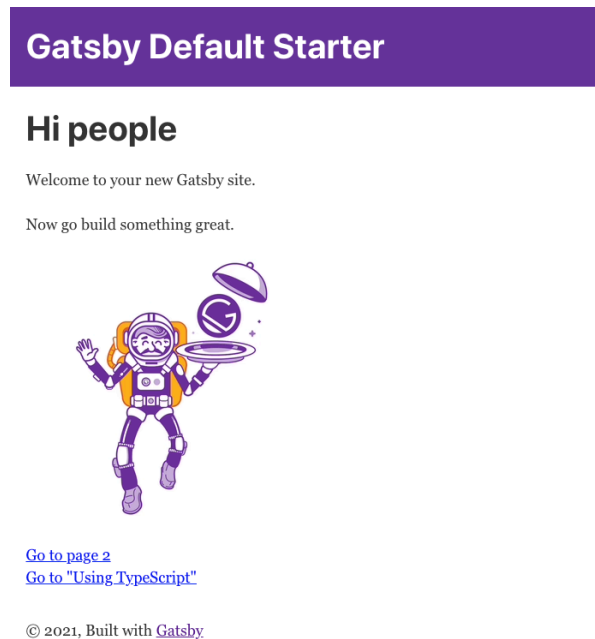 Gatsby Default Starter
Hi people
Welcome to your new Gatsby site.
Now go build something great.
Go to page 2
Go to "Using TypeScript"
© 2021, Built with Gatsby